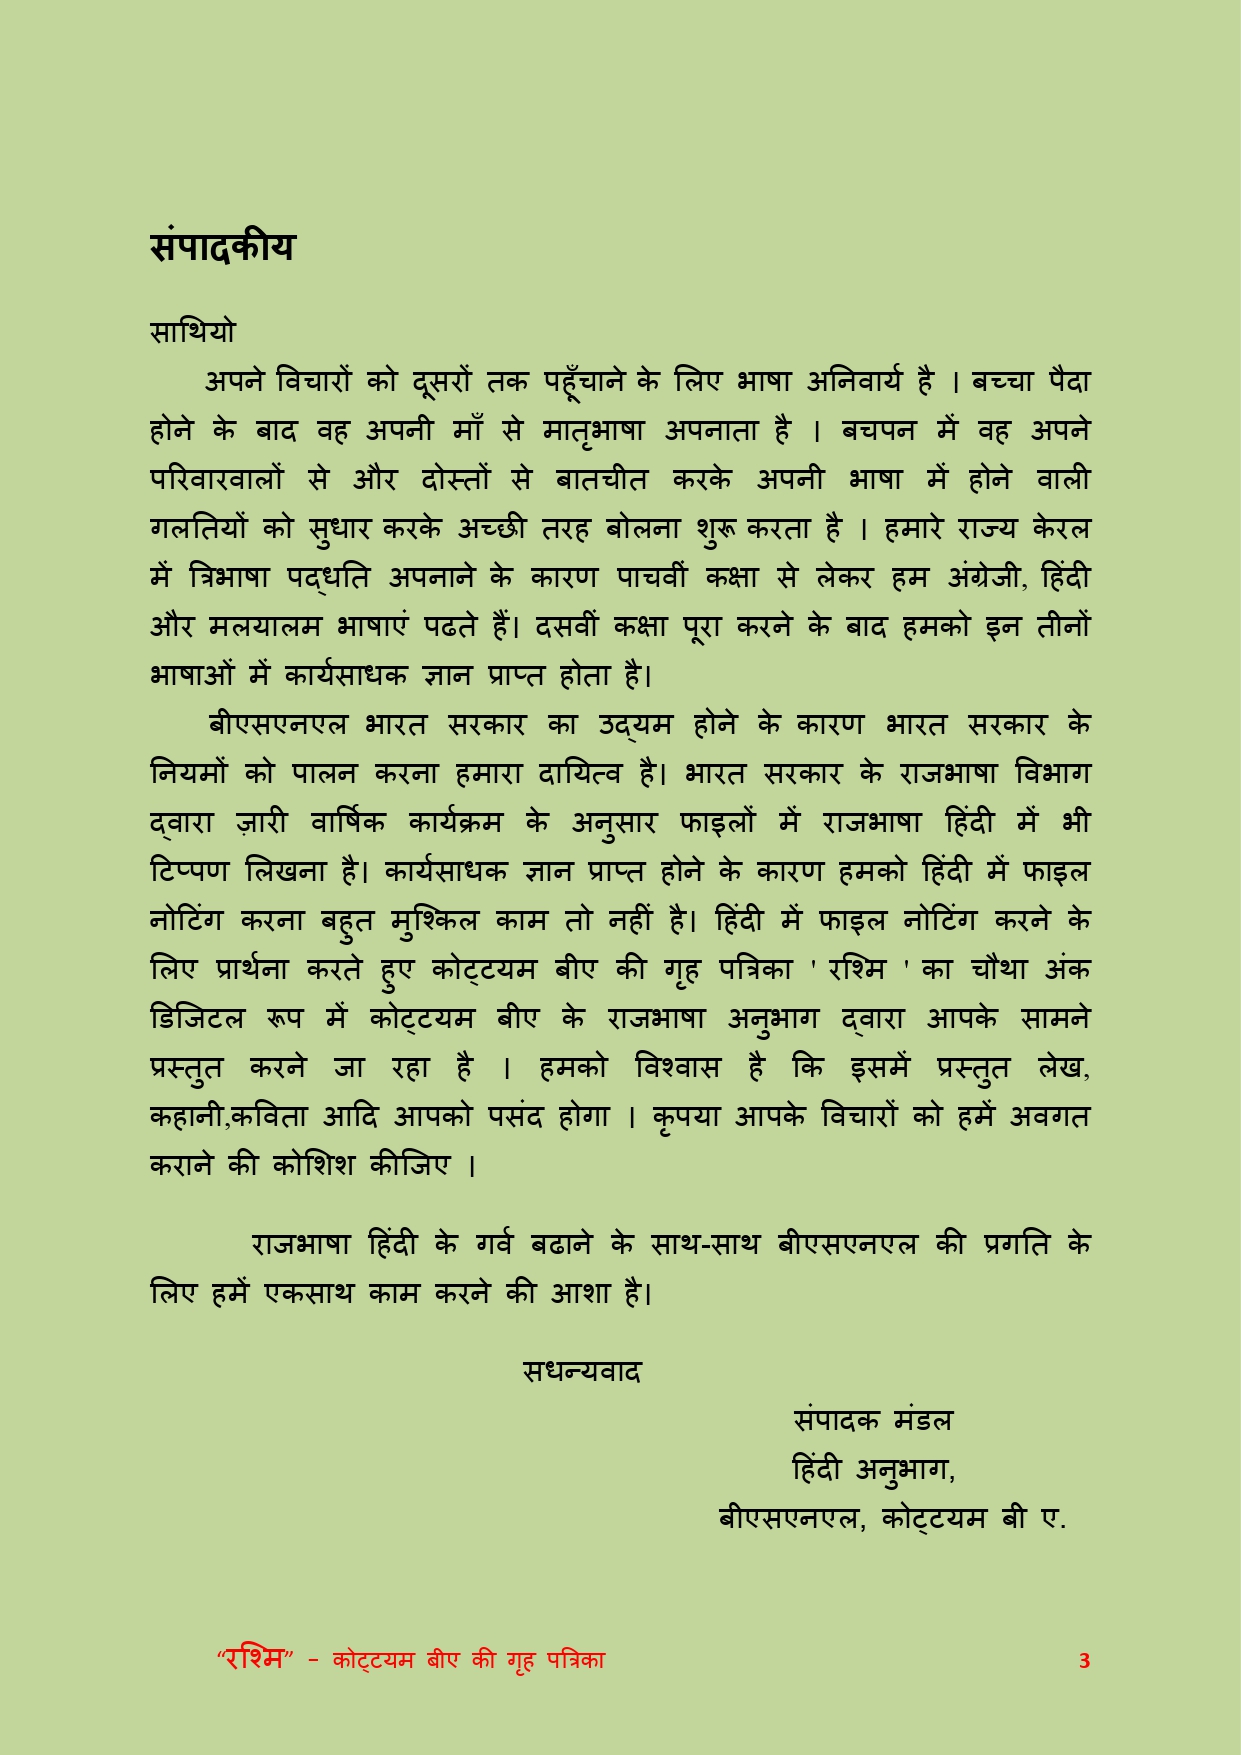 संपादकीय
साथियो
अपने विचारों को दूसरों तक पहूँचाने के लिए भाषा अनिवार्य है । बच्चा पैदा
होने के बाद वह अपनी माँ से मातृभाषा अपनाता है । बचपन में वह अपने
परिवारवालों से और दोस्तों से बातचीत करके अपनी भाषा में होने वाली
गलतियों को सुधार करके अच्छी तरह बोलना शुरू करता है । हमारे राज्य केरल
में त्रिभाषा पद्धति अपनाने के कारण पाचवीं कक्षा से लेकर हम अंग्रेजी, हिंदी
और मलयालम भाषाएं पढते हैं। दसवीं कक्षा पूरा करने के बाद हमको इन तीनों
भाषाओं में कार्यसाधक ज्ञान प्राप्त होता है।
बीएसएनएल भारत सरकार का उद्यम होने के कारण भारत सरकार के
नियमों को पालन करना हमारा दायित्व है। भारत सरकार के राजभाषा विभाग
द्वारा ज़ारी वार्षिक कार्यक्रम के अनुसार फाइलों में राजभाषा हिंदी में भी
टिप्पण लिखना है। कार्यसाधक ज्ञान प्राप्त होने के कारण हमको हिंदी में फाइल
नोटिंग करना बहुत मुश्किल काम तो नहीं है। हिंदी में फाइल नोटिंग करने के
लिए प्रार्थना करते हुए कोट्टयम बीए की गृह पत्रिका ' रश्मि ' का चौथा अंक
डिजिटल रूप में कोट्टयम बीए के राजभाषा अनुभाग द्वारा आपके सामने
प्रस्तुत करने जा रहा है । हमको विश्वास है कि इसमें प्रस्तुत लेख,
कहानी,कविता आदि आपको पसंद होगा । कृपया आपके विचारों को हमें अवगत
कराने की कोशिश कीजिए ।
राजभाषा हिंदी के गर्व बढाने के साथ-साथ बीएसएनएल की प्रगति के
लिए हमें एकसाथ काम करने की आशा है।
सधन्यवाद
संपादक मंडल
हिंदी अनुभाग,
बीएसएनएल, कोट्टयम बी ए.
“रश्मि” – कोट्टयम बीए की गृह पत्रिका 3